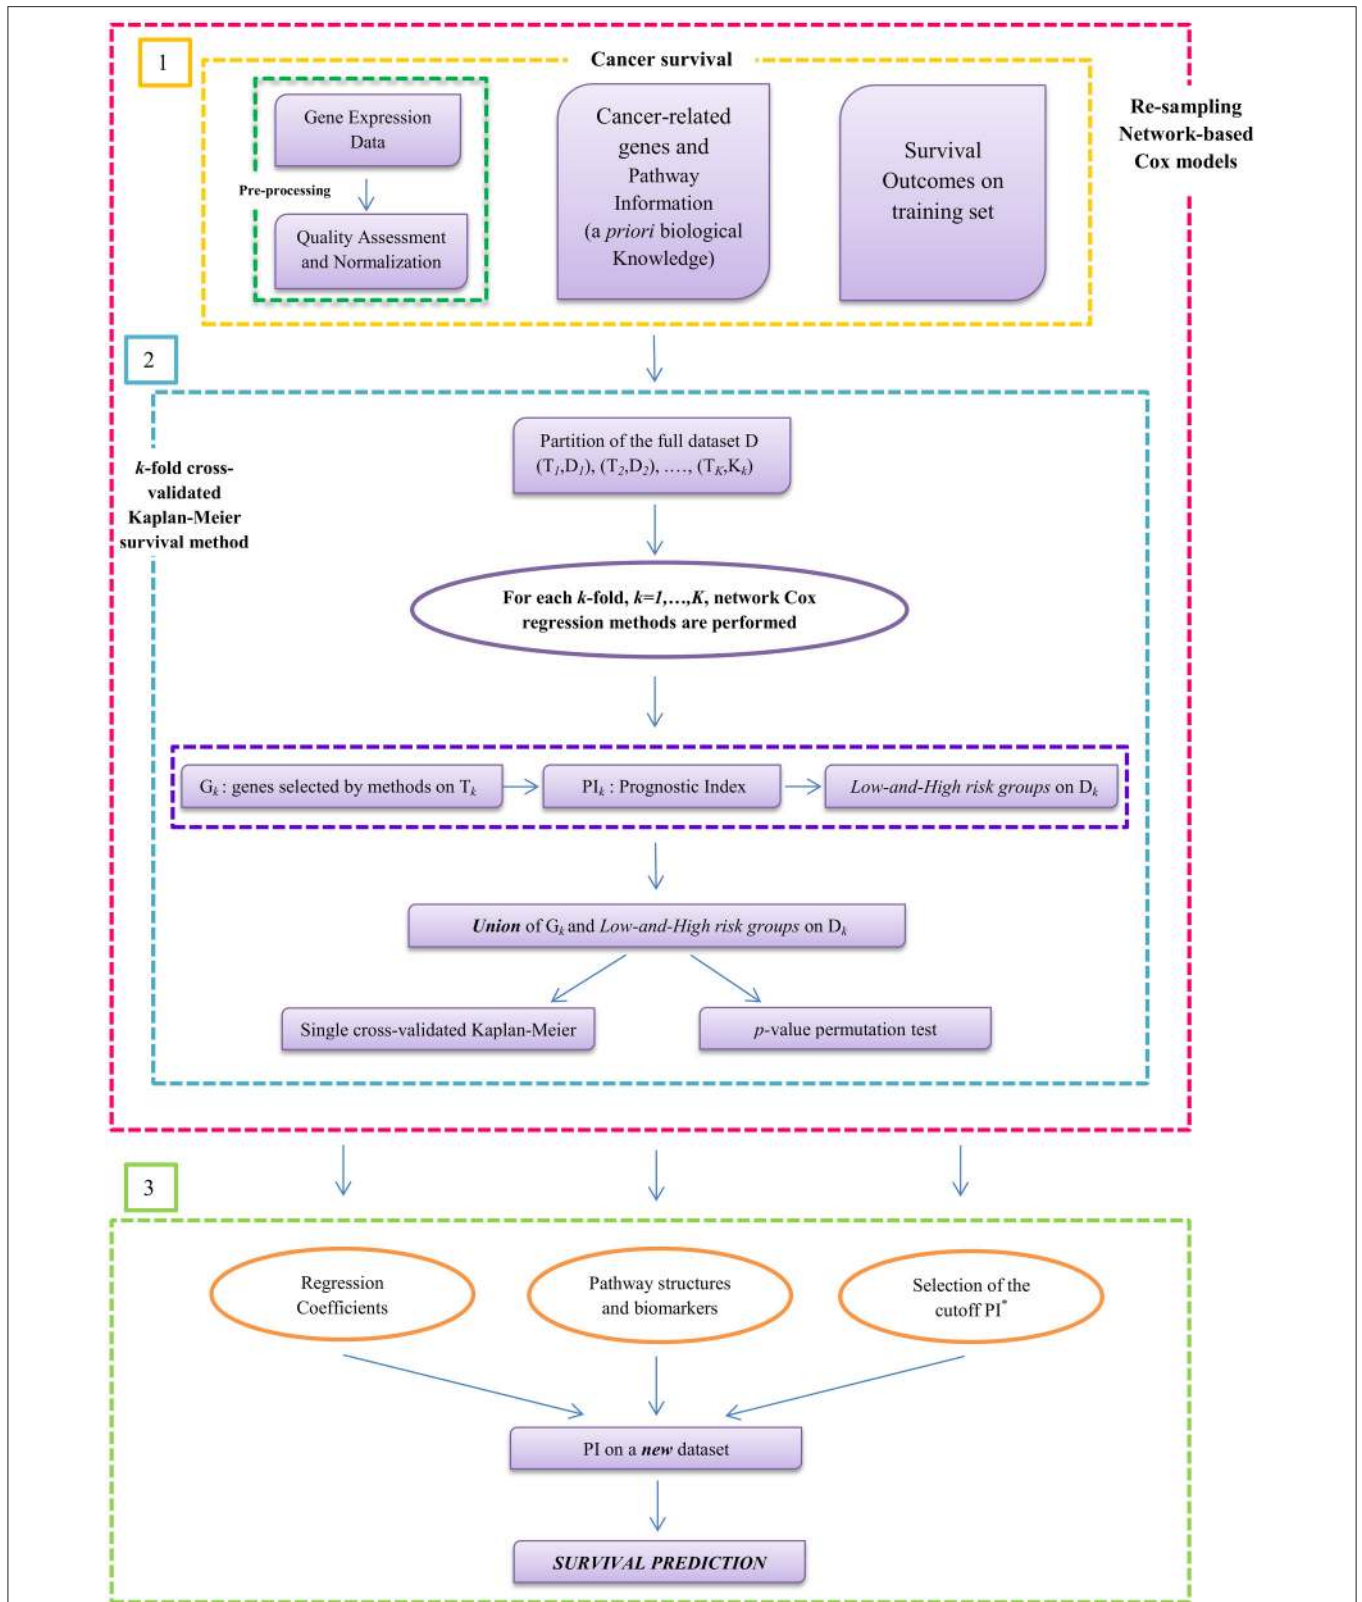 1
Cancer survival
Gene Expression
Data
Pre-processing
Quality Assessment
and Normalization
Cancer-related
genes and
Pathway
Information
(a priori biological
Knowledge)
Survival
Outcomes on
training set
Re-sampling
Network-based
Cox models
2
k-fold cross-
validated
Kaplan-Meier
survival method
Partition of the full dataset D
(T1,D1), (T2,D2), ...., (TK,Kk)
For each k-fold, k=1,...,K, network Cox
regression methods are performed
Gk : genes selected by methods on Tk
PIk : Prognostic Index
Low-and-High risk groups on Dk
Union of Gk and Low-and-High risk groups on Dk
Single cross-validated Kaplan-Meier
p-value permutation test
3
Regression
Coefficients
Pathway structures
and biomarkers
Selection of the
cutoff PI*
PI on a new dataset
SURVIVAL PREDICTION